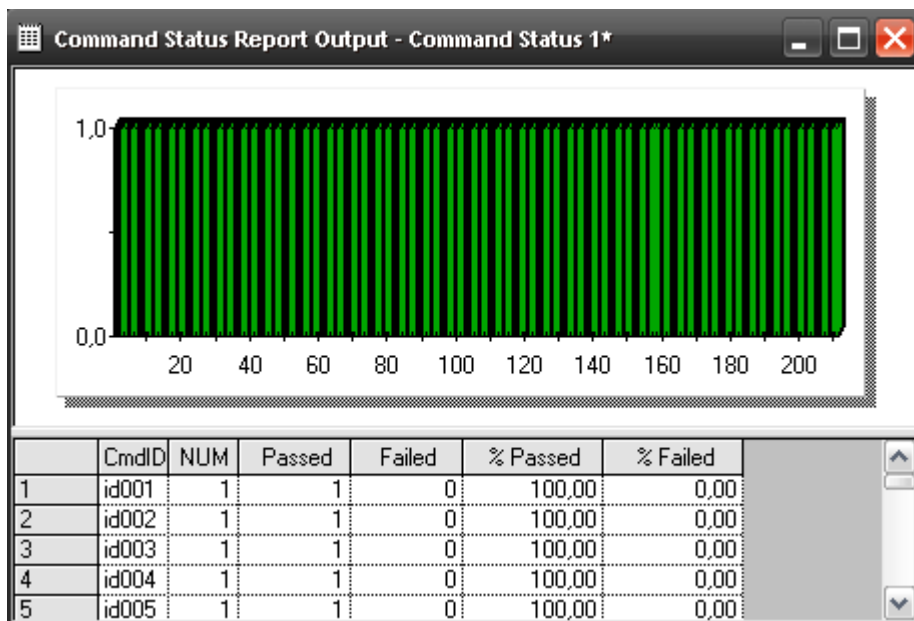 Command Status Report Output - Command Status 1*
1,0
0,0
20 40 60 80 100 120 140 160 180 200
CmdID NUM Passed Failed % Passed % Failed
1 id001 1 1 0 100,00 0,00
2 id002 1 1 0 100,00 0,00
3 id003 1 1 0 100,00 0,00
4 id004 1 1 0 100,00 0,00
5 id005 1 1 0 100,00 0,00